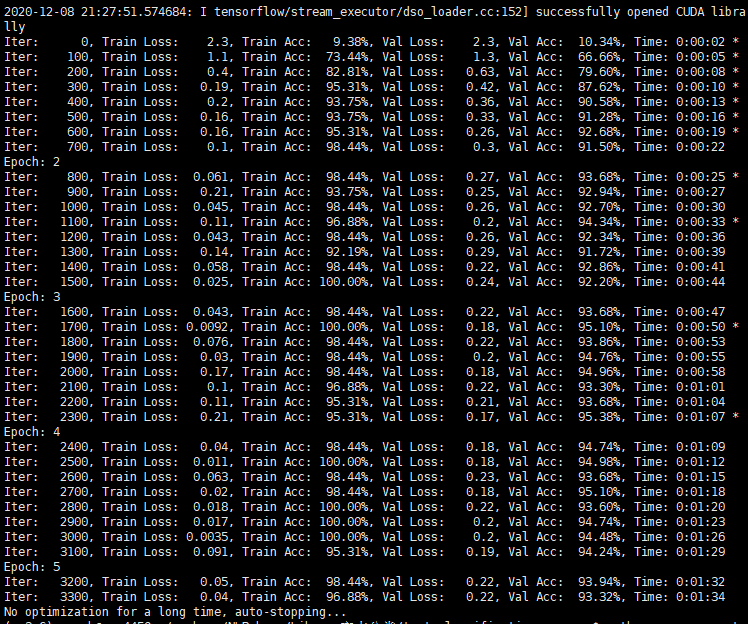 2020-12-08 21:27:51.574684: I tensorflow/stream_executor/dso_loader.cc:152] successfully opened CUDA libra
lly
Iter:      0, Train Loss:    2.3, Train Acc:   9.38%, Val Loss:    2.3, Val Acc:  10.34%, Time: 0:00:02 *
Iter:    100, Train Loss:    1.1, Train Acc:  73.44%, Val Loss:    1.3, Val Acc:  66.66%, Time: 0:00:05 *
Iter:    200, Train Loss:    0.4, Train Acc:  82.81%, Val Loss:   0.63, Val Acc:  79.60%, Time: 0:00:08 *
Iter:    300, Train Loss:   0.19, Train Acc:  95.31%, Val Loss:   0.42, Val Acc:  87.62%, Time: 0:00:10 *
Iter:    400, Train Loss:    0.2, Train Acc:  93.75%, Val Loss:   0.36, Val Acc:  90.58%, Time: 0:00:13 *
Iter:    500, Train Loss:   0.16, Train Acc:  93.75%, Val Loss:   0.33, Val Acc:  91.28%, Time: 0:00:16 *
Iter:    600, Train Loss:   0.16, Train Acc:  95.31%, Val Loss:   0.26, Val Acc:  92.68%, Time: 0:00:19 *
Iter:    700, Train Loss:    0.1, Train Acc:  98.44%, Val Loss:    0.3, Val Acc:  91.50%, Time: 0:00:22
Epoch: 2
Iter:    800, Train Loss:  0.061, Train Acc:  98.44%, Val Loss:   0.27, Val Acc:  93.68%, Time: 0:00:25 *
Iter:    900, Train Loss:   0.21, Train Acc:  93.75%, Val Loss:   0.25, Val Acc:  92.94%, Time: 0:00:27
Iter:   1000, Train Loss:  0.045, Train Acc:  98.44%, Val Loss:   0.26, Val Acc:  92.70%, Time: 0:00:30
Iter:   1100, Train Loss:   0.11, Train Acc:  96.88%, Val Loss:    0.2, Val Acc:  94.34%, Time: 0:00:33 *
Iter:   1200, Train Loss:  0.043, Train Acc:  98.44%, Val Loss:   0.26, Val Acc:  92.34%, Time: 0:00:36
Iter:   1300, Train Loss:   0.14, Train Acc:  92.19%, Val Loss:   0.29, Val Acc:  91.72%, Time: 0:00:39
Iter:   1400, Train Loss:  0.058, Train Acc:  98.44%, Val Loss:   0.22, Val Acc:  92.86%, Time: 0:00:41
Iter:   1500, Train Loss:  0.025, Train Acc: 100.00%, Val Loss:   0.24, Val Acc:  92.20%, Time: 0:00:44
Epoch: 3
Iter:   1600, Train Loss:  0.043, Train Acc:  98.44%, Val Loss:   0.22, Val Acc:  93.68%, Time: 0:00:47
Iter:   1700, Train Loss: 0.0092, Train Acc: 100.00%, Val Loss:   0.18, Val Acc:  95.10%, Time: 0:00:50 *
Iter:   1800, Train Loss:  0.076, Train Acc:  98.44%, Val Loss:   0.22, Val Acc:  93.86%, Time: 0:00:53
Iter:   1900, Train Loss:   0.03, Train Acc:  98.44%, Val Loss:    0.2, Val Acc:  94.76%, Time: 0:00:55
Iter:   2000, Train Loss:   0.17, Train Acc:  98.44%, Val Loss:   0.18, Val Acc:  94.96%, Time: 0:00:58
Iter:   2100, Train Loss:    0.1, Train Acc:  96.88%, Val Loss:   0.22, Val Acc:  93.30%, Time: 0:01:01
Iter:   2200, Train Loss:   0.11, Train Acc:  95.31%, Val Loss:   0.21, Val Acc:  93.68%, Time: 0:01:04
Iter:   2300, Train Loss:   0.21, Train Acc:  95.31%, Val Loss:   0.17, Val Acc:  95.38%, Time: 0:01:07 *
Epoch: 4
Iter:   2400, Train Loss:   0.04, Train Acc:  98.44%, Val Loss:   0.18, Val Acc:  94.74%, Time: 0:01:09
Iter:   2500, Train Loss:  0.011, Train Acc: 100.00%, Val Loss:   0.18, Val Acc:  94.98%, Time: 0:01:12
Iter:   2600, Train Loss:  0.063, Train Acc:  98.44%, Val Loss:   0.23, Val Acc:  93.68%, Time: 0:01:15
Iter:   2700, Train Loss:   0.02, Train Acc:  98.44%, Val Loss:   0.18, Val Acc:  95.10%, Time: 0:01:18
Iter:   2800, Train Loss:  0.018, Train Acc: 100.00%, Val Loss:   0.22, Val Acc:  93.60%, Time: 0:01:20
Iter:   2900, Train Loss:  0.017, Train Acc: 100.00%, Val Loss:    0.2, Val Acc:  94.74%, Time: 0:01:23
Iter:   3000, Train Loss: 0.0035, Train Acc: 100.00%, Val Loss:    0.2, Val Acc:  94.48%, Time: 0:01:26
Iter:   3100, Train Loss:  0.091, Train Acc:  95.31%, Val Loss:   0.19, Val Acc:  94.24%, Time: 0:01:29
Epoch: 5
Iter:   3200, Train Loss:   0.05, Train Acc:  98.44%, Val Loss:   0.22, Val Acc:  93.94%, Time: 0:01:32
Iter:   3300, Train Loss:   0.04, Train Acc:  96.88%, Val Loss:   0.22, Val Acc:  93.32%, Time: 0:01:34
No optimization for a long time, auto-stopping...